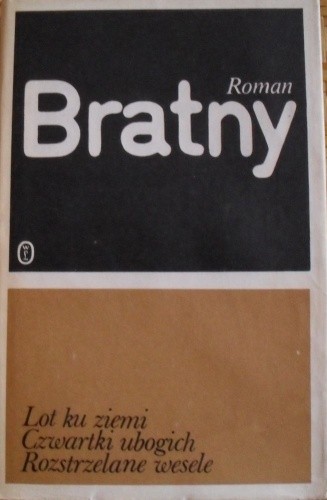 Roman
Bratny
Lot ku ziemi
Czwartki ubogich
Rozstrzelane wesele